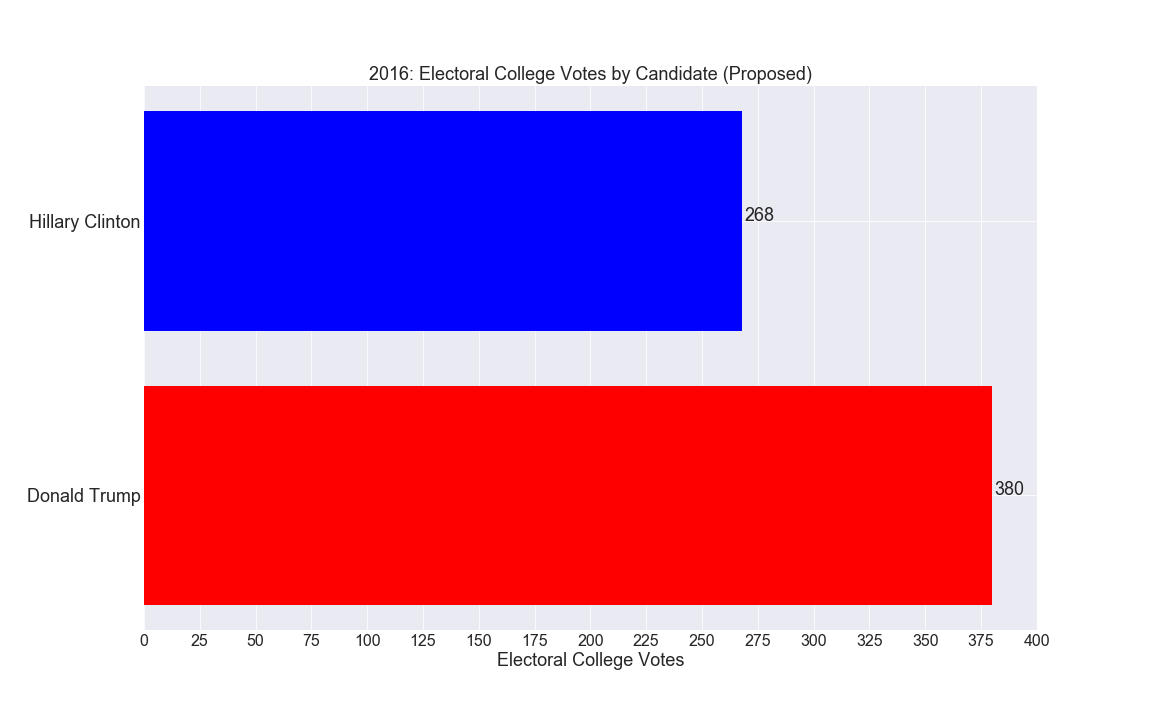 2016: Electoral College Votes by Candidate (Proposed)
Hillary Clinton
268
Donald Trump
380
0 25 50 75 100 125 150 175 200 225 250 275 300 325 350 375 400
Electoral College Votes